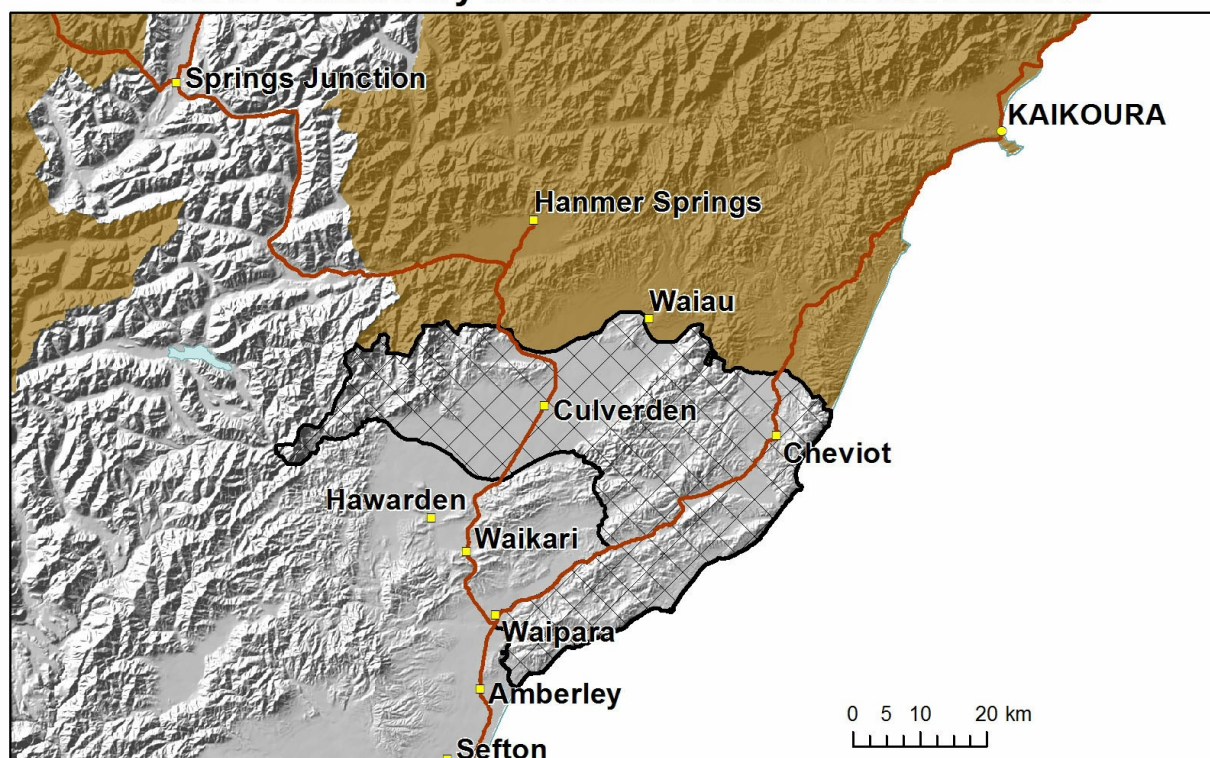 Springs Junction
KAIKOURA
Hanmer Springs
Waiau
Culverden
Cheviot
Hawarden
Waikari
Waipara
Amberley
0 5 10 20 km
Sefton